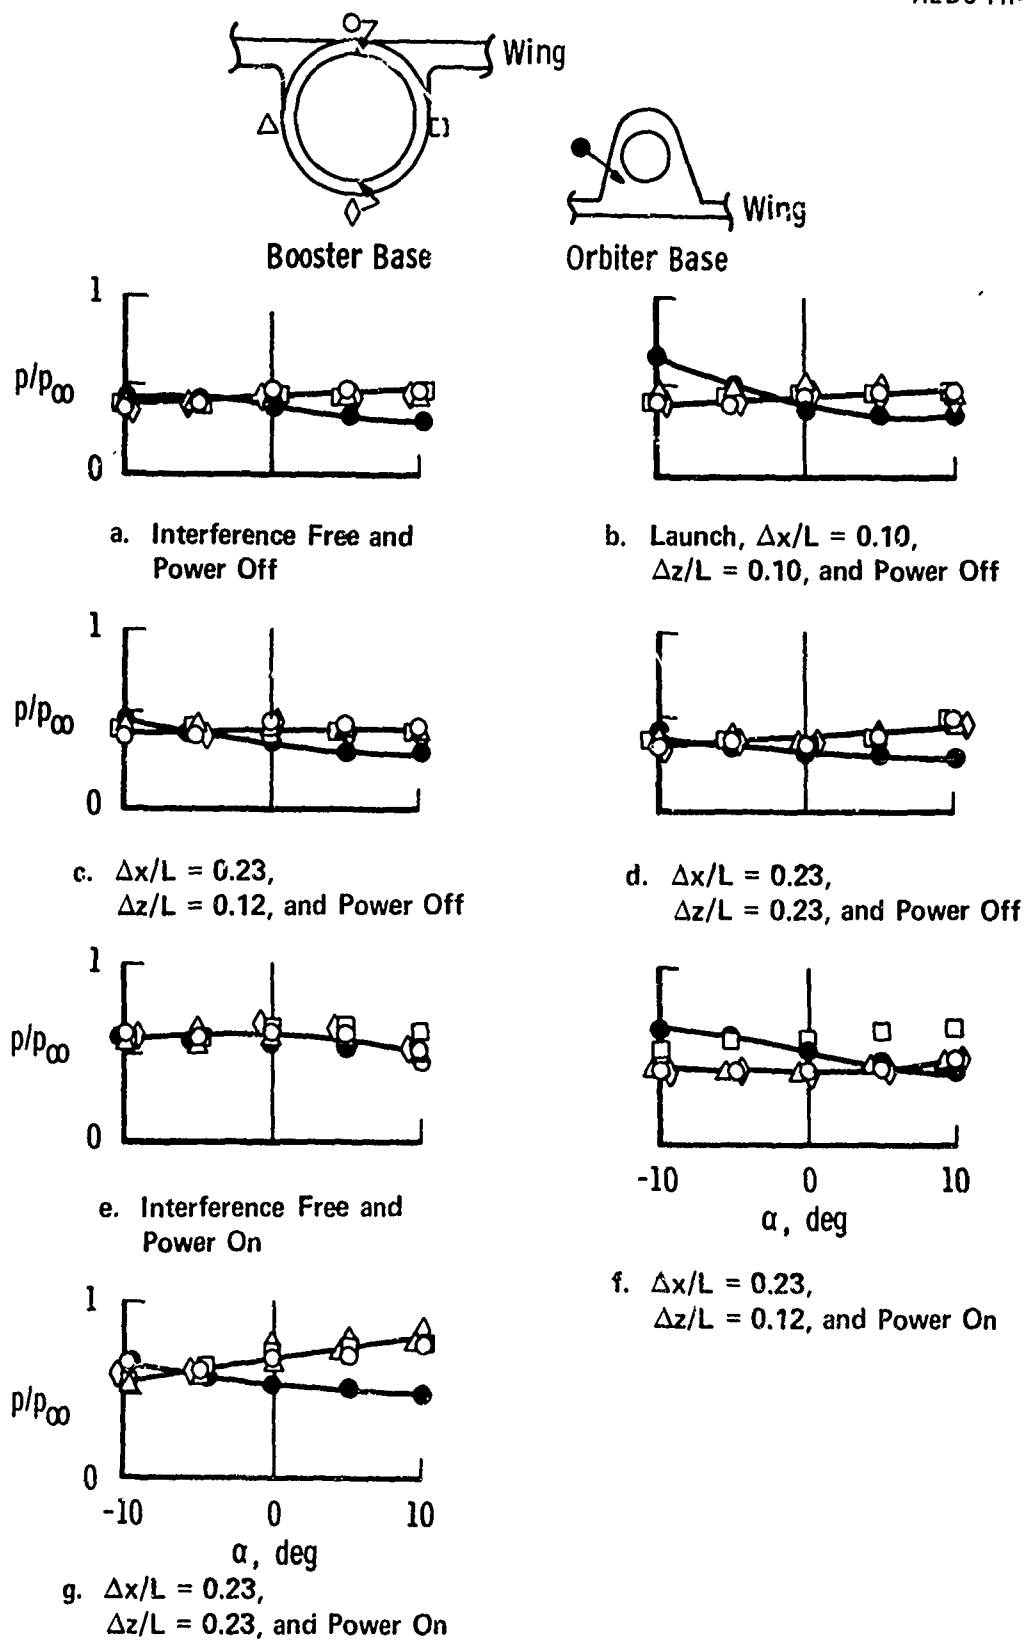 Wing
Wing
Booster Base
Orbiter Base
1
p/p∞
0
a. Interference Free and
Power Off
b. Launch, Δx/L = 0.10,
Δz/L = 0.10, and Power Off
1
p/p∞
0
c. Δx/L = 0.23,
Δz/L = 0.12, and Power Off
d. Δx/L = 0.23,
Δz/L = 0.23, and Power Off
1
p/p∞
0
-10 0 10
α, deg
e. Interference Free and
Power On
f. Δx/L = 0.23,
Δz/L = 0.12, and Power On
1
p/p∞
0
-10 0 10
α, deg
g. Δx/L = 0.23,
Δz/L = 0.23, and Power On